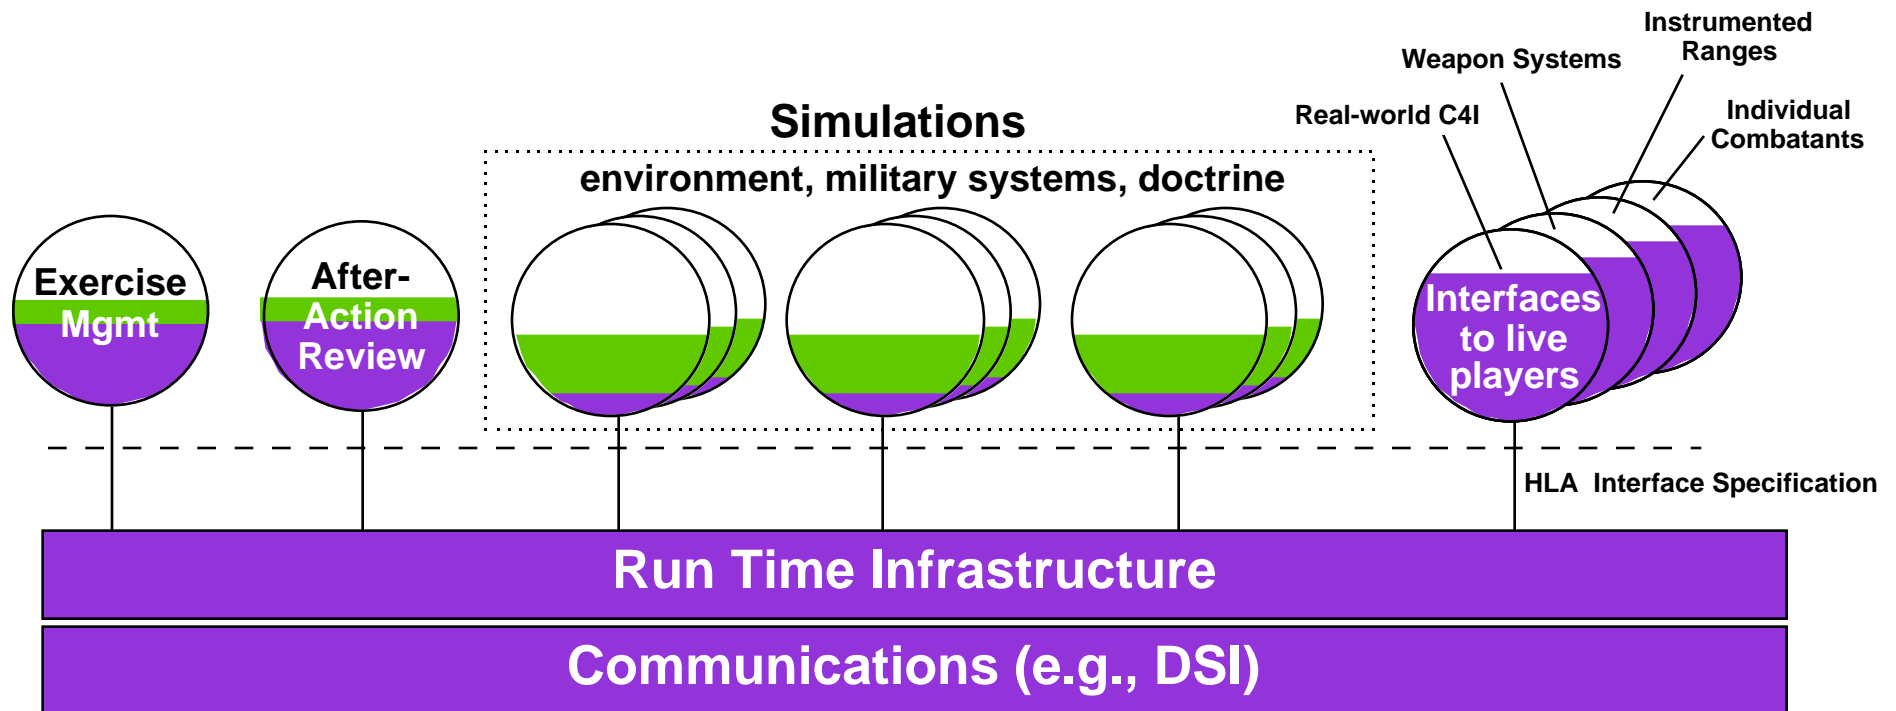 Instrumented
Ranges
Weapon Systems
Individual
Combatants
Real-world C4I
Simulations
environment, military systems, doctrine
Exercise
Mgmt
After-
Action
Review
Interfaces
to live
players
HLA Interface Specification
Run Time Infrastructure
Communications (e.g., DSI)